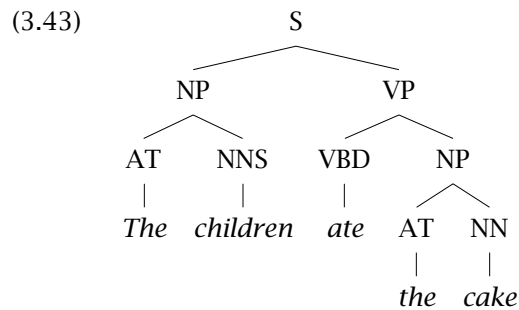 (3.43) S
NP VP
AT NNS VBD NP
The children ate AT NN
the cake